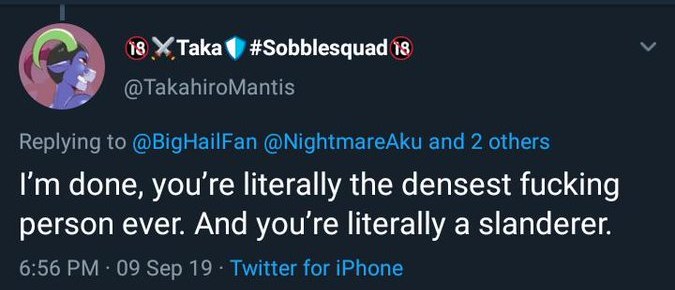 🔞⚔️Taka🛡️#Sobblesquad🔞
@TakahiroMantis
Replying to @BigHailFan @NightmareAku and 2 others
I’m done, you’re literally the densest fucking
person ever. And you’re literally a slanderer.
6:56 PM · 09 Sep 19 · Twitter for iPhone